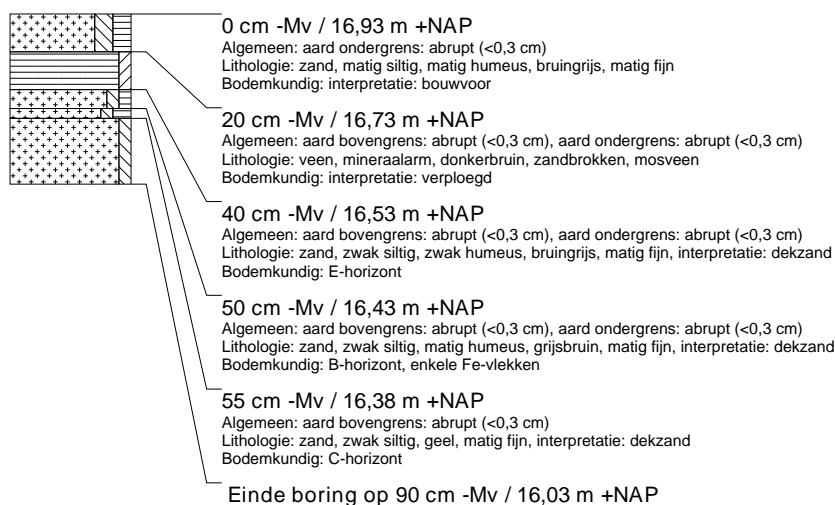 0 cm -Mv / 16,93 m +NAP
Algemeen: aard ondergrens: abrupt (<0,3 cm)
Lithologie: zand, matig siltig, matig humeus, bruingrijs, matig fijn
Bodemkundig: interpretatie: bouwvoor
20 cm -Mv / 16,73 m +NAP
Algemeen: aard bovengrens: abrupt (<0,3 cm), aard ondergrens: abrupt (<0,3 cm)
Lithologie: veen, mineraalarm, donkerbruin, zandbrokken, mosveen
Bodemkundig: interpretatie: verploegd
40 cm -Mv / 16,53 m +NAP
Algemeen: aard bovengrens: abrupt (<0,3 cm), aard ondergrens: abrupt (<0,3 cm)
Lithologie: zand, zwak siltig, zwak humeus, bruingrijs, matig fijn, interpretatie: dekzand
Bodemkundig: E-horizont
50 cm -Mv / 16,43 m +NAP
Algemeen: aard bovengrens: abrupt (<0,3 cm), aard ondergrens: abrupt (<0,3 cm)
Lithologie: zand, zwak siltig, matig humeus, grijsbruin, matig fijn, interpretatie: dekzand
Bodemkundig: B-horizont, enkele Fe-vlekken
55 cm -Mv / 16,38 m +NAP
Algemeen: aard bovengrens: abrupt (<0,3 cm)
Lithologie: zand, zwak siltig, geel, matig fijn, interpretatie: dekzand
Bodemkundig: C-horizont
Einde boring op 90 cm -Mv / 16,03 m +NAP